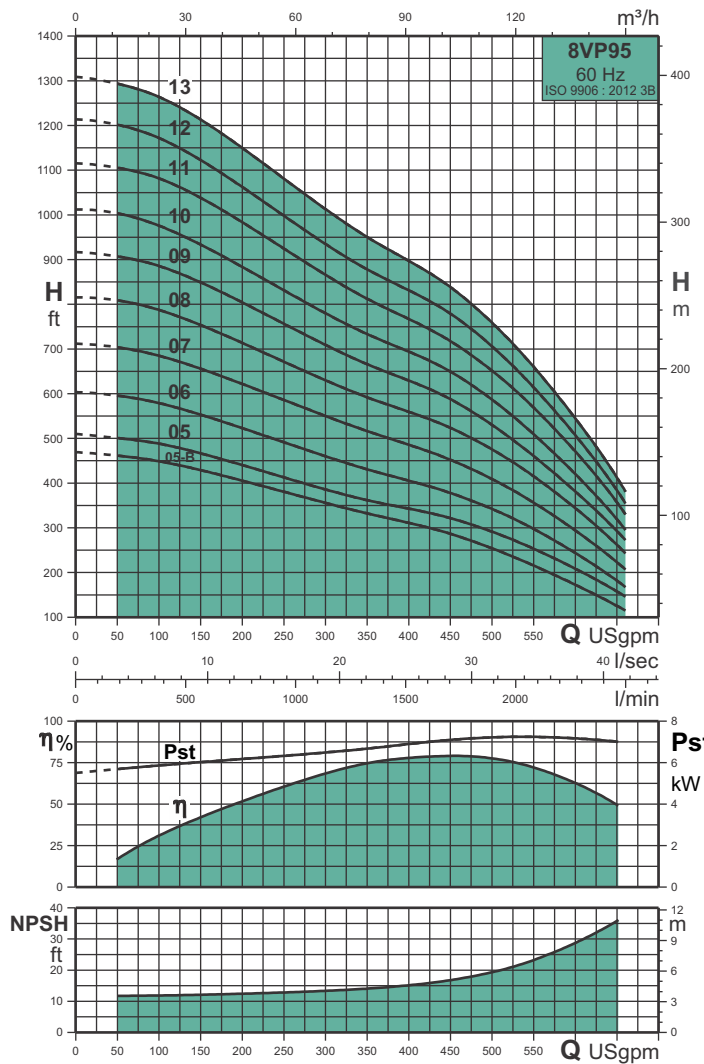 0 30 60 90 120 m³/h
8VP95
60 Hz
ISO 9906 : 2012 3B
1400
1300
1200
1100
1000
900
H
ft
700
600
500
400
300
200
100
13
12
11
10
09
08
07
06
05
05-B
400
300
H
m
200
100
0 50 100 150 200 250 300 350 400 450 500 550 Q USgpm
0 10 20 30 40 l/sec
0 500 1000 1500 2000 l/min
η%
100
75
50
25
0
Pst
η
8
Pst
6
kW
4
2
0
NPSH
ft
40
30
20
10
0
m
11
9
6
3
0
0 50 100 150 200 250 300 350 400 450 500 550 Q USgpm